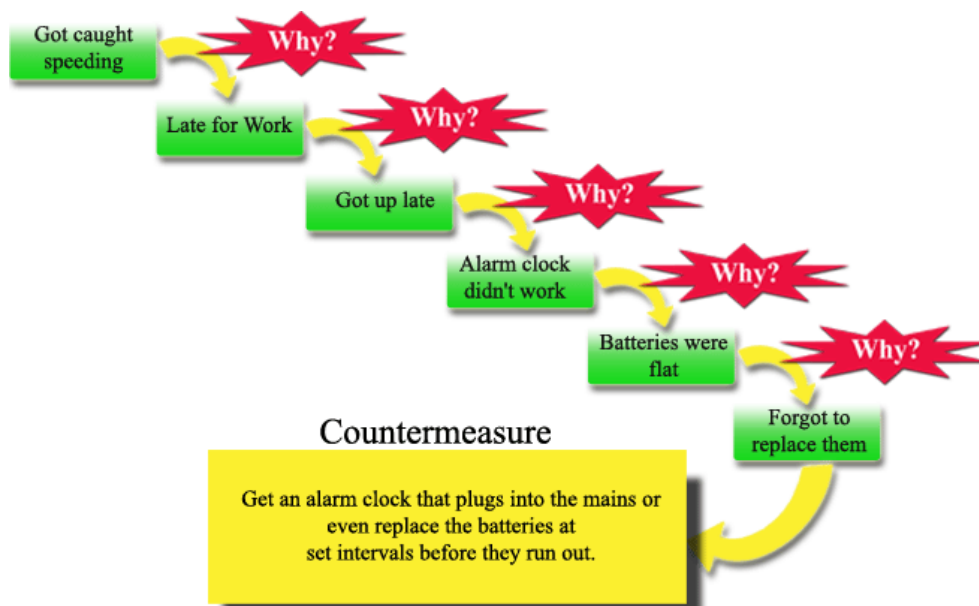 Got caught
speeding
Why?
Late for Work
Why?
Got up late
Why?
Alarm clock
didn't work
Why?
Batteries were
flat
Why?
Forgot to
replace them
Countermeasure
Get an alarm clock that plugs into the mains or
even replace the batteries at
set intervals before they run out.